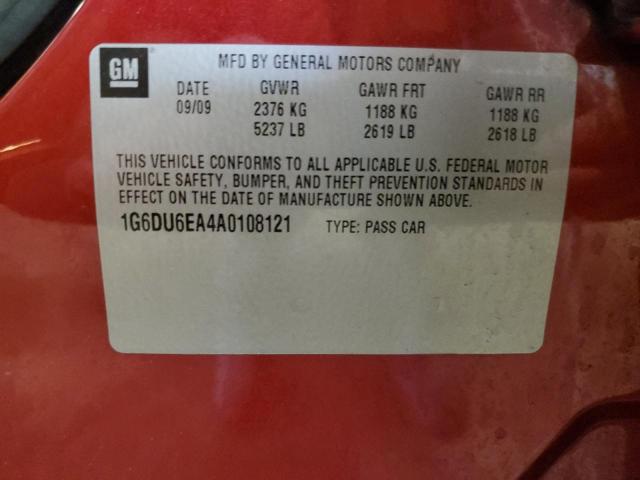 GM MFD BY GENERAL MOTORS COMPANY
DATE GVWR GAWR FRT GAWR RR
09/09 2376 KG 1188 KG 1188 KG
5237 LB 2619 LB 2618 LB
THIS VEHICLE CONFORMS TO ALL APPLICABLE U.S. FEDERAL MOTOR
VEHICLE SAFETY, BUMPER, AND THEFT PREVENTION STANDARDS IN
EFFECT ON THE DATE OF MANUFACTURE SHOWN ABOVE.
1G6DU6EA4A0108121 TYPE: PASS CAR